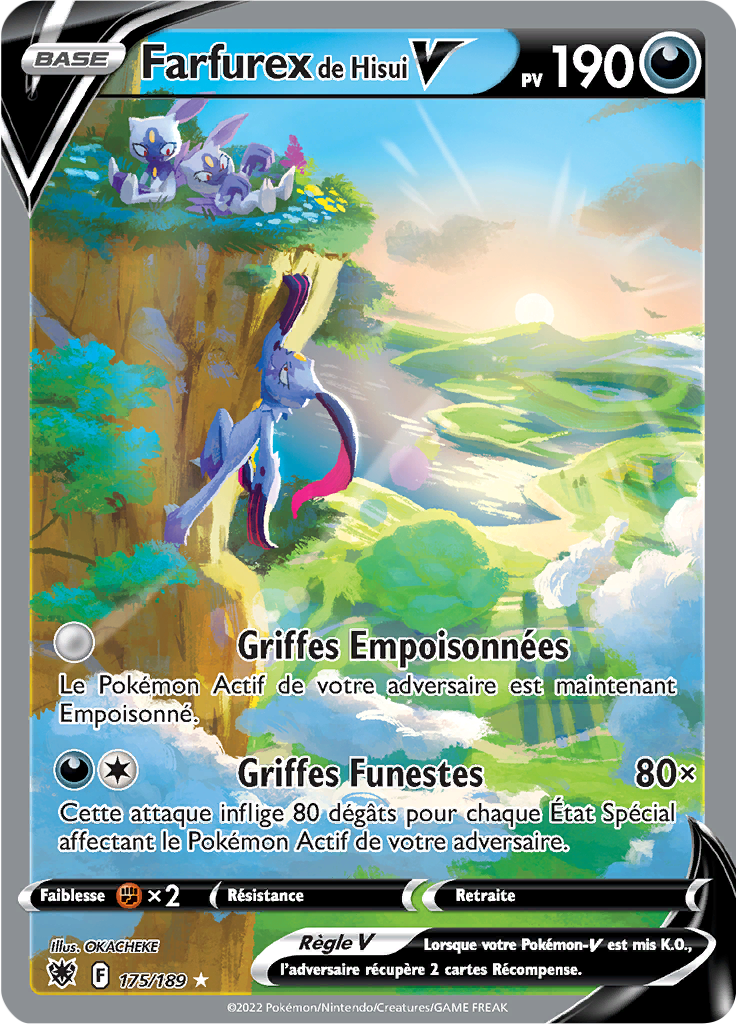 BASE Farfurex de Hisui V PV 190
Griffes Empoisonnées
Le Pokémon Actif de votre adversaire est maintenant
Empoisonné.
Griffes Funestes 80×
Cette attaque inflige 80 dégâts pour chaque État Spécial
affectant le Pokémon Actif de votre adversaire.
Faiblesse ×2 Résistance Retraite
Illus. OKACHEKE
Règle V Lorsque votre Pokémon-V est mis K.O.,
l'adversaire récupère 2 cartes Récompense.
F 175/189
©2022 Pokémon/Nintendo/Creatures/GAME FREAK